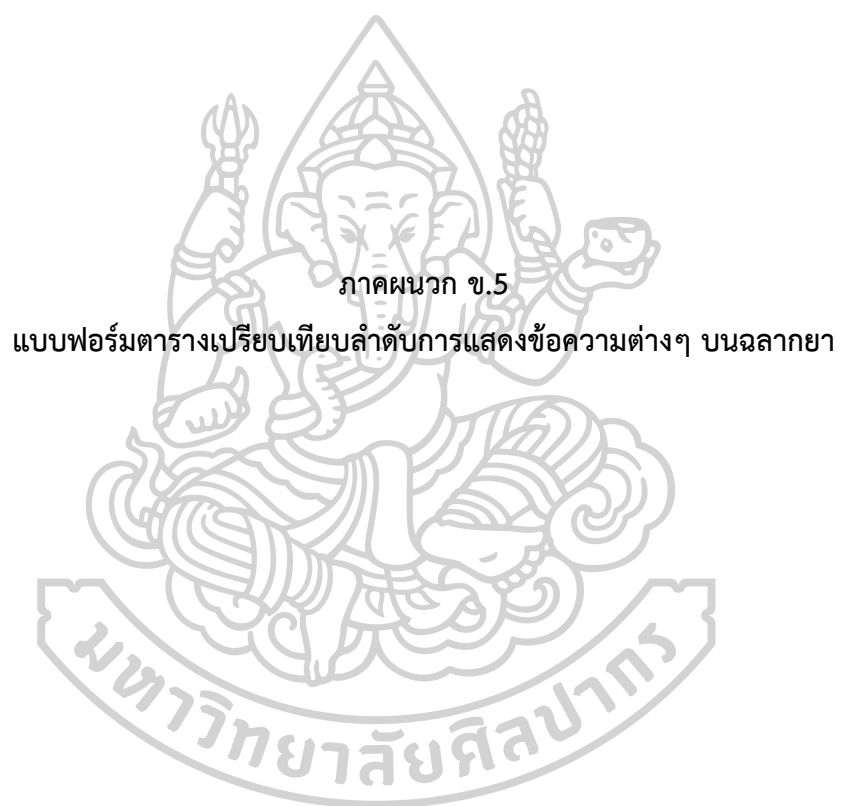 ภาคผนวก ข.5
แบบฟอร์มตารางเปรียบเทียบลำดับการแสดงข้อความต่างๆ บนฉลากยา
มหาวิทยาลัยศิลปากร